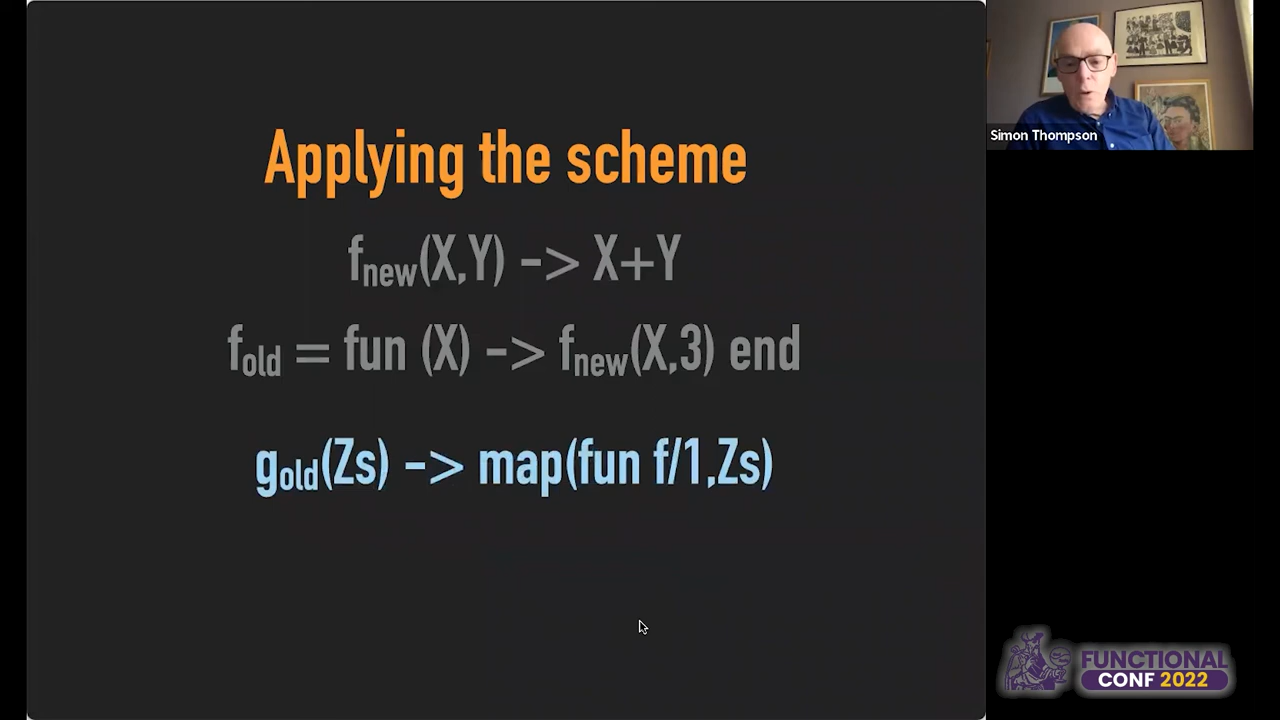 Applying the scheme
fnew(X,Y) -> X+Y
fold = fun (X) -> fnew(X,3) end
gold(Zs) -> map(fun f/1,Zs)
Simon Thompson
FUNCTIONAL
CONF 2022